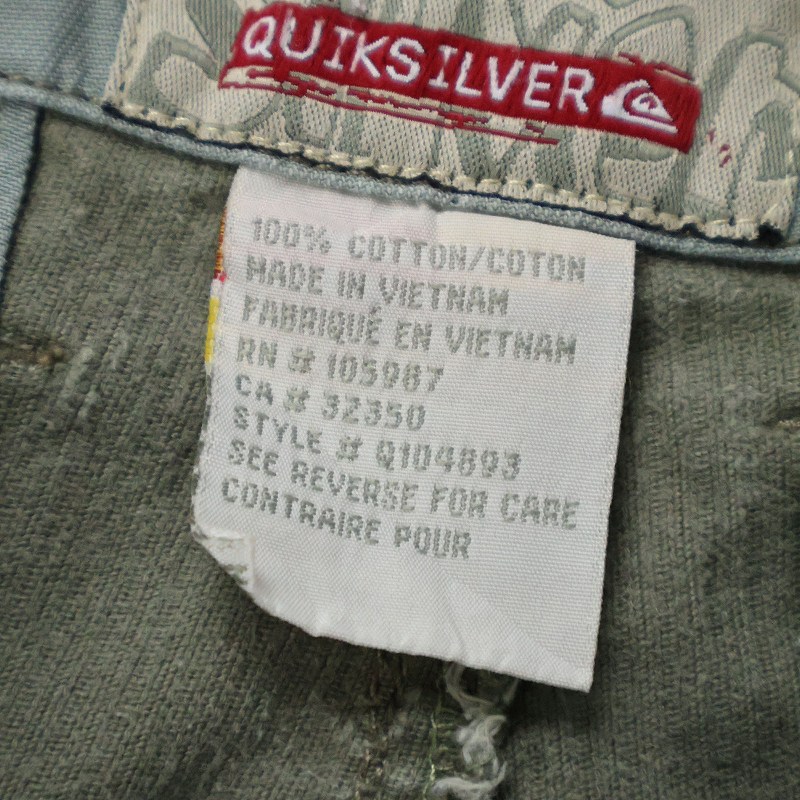 QUIKSILVER
100% COTTON/COTON
MADE IN VIETNAM
FABRIQUÉ EN VIETNAM
RN # 105987
CA # 32350
STYLE # Q104893
SEE REVERSE FOR CARE
CONTRAIRE POUR